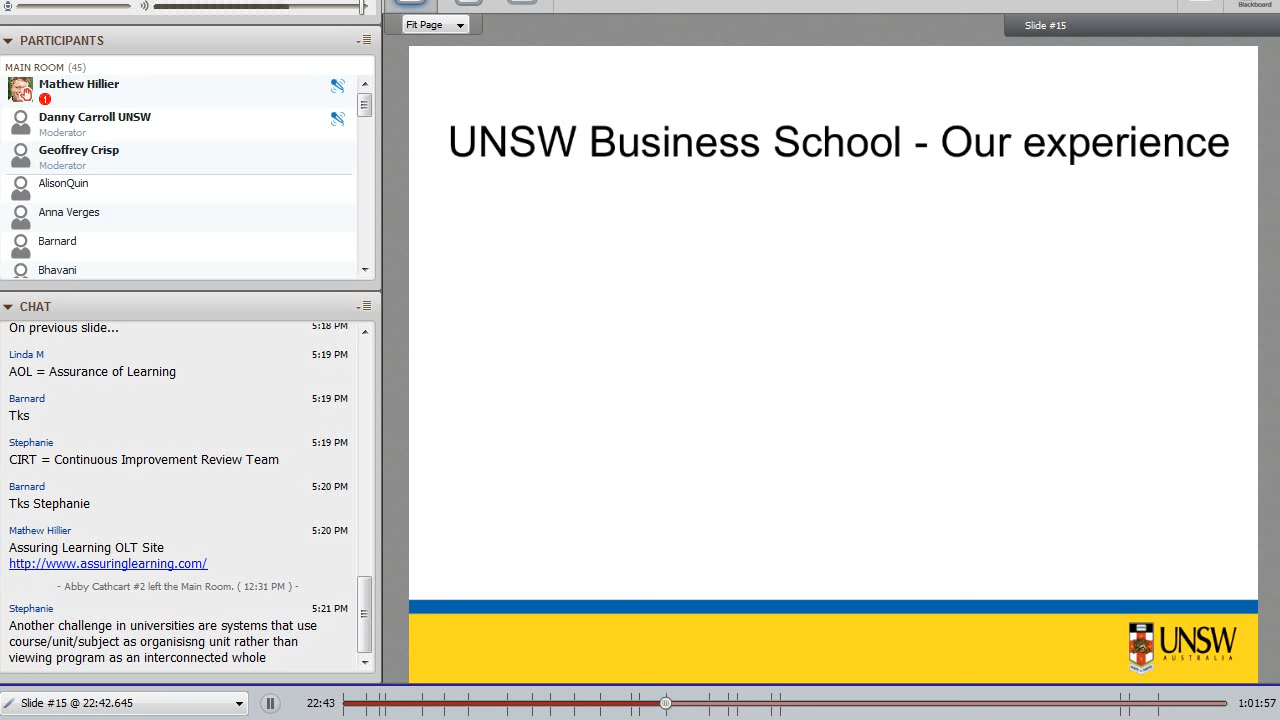 Fit Page
Blackboard
Slide #15
PARTICIPANTS
MAIN ROOM (45)
Mathew Hillier
1
Danny Carroll UNSW
Moderator
Geoffrey Crisp
Moderator
AlisonQuin
Anna Verges
Barnard
Bhavani
CHAT
On previous slide... 5:18 PM
Linda M 5:19 PM
AOL = Assurance of Learning
Barnard 5:19 PM
Tks
Stephanie 5:19 PM
CIRT = Continuous Improvement Review Team
Barnard 5:20 PM
Tks Stephanie
Mathew Hillier 5:20 PM
Assuring Learning OLT Site
http://www.assuringlearning.com/
- Abby Cathcart #2 left the Main Room. ( 12:31 PM ) -
Stephanie 5:21 PM
Another challenge in universities are systems that use
course/unit/subject as organisisng unit rather than
viewing program as an interconnected whole
UNSW Business School - Our experience
UNSW
AUSTRALIA
Slide #15 @ 22:42.645
22:43
1:01:57